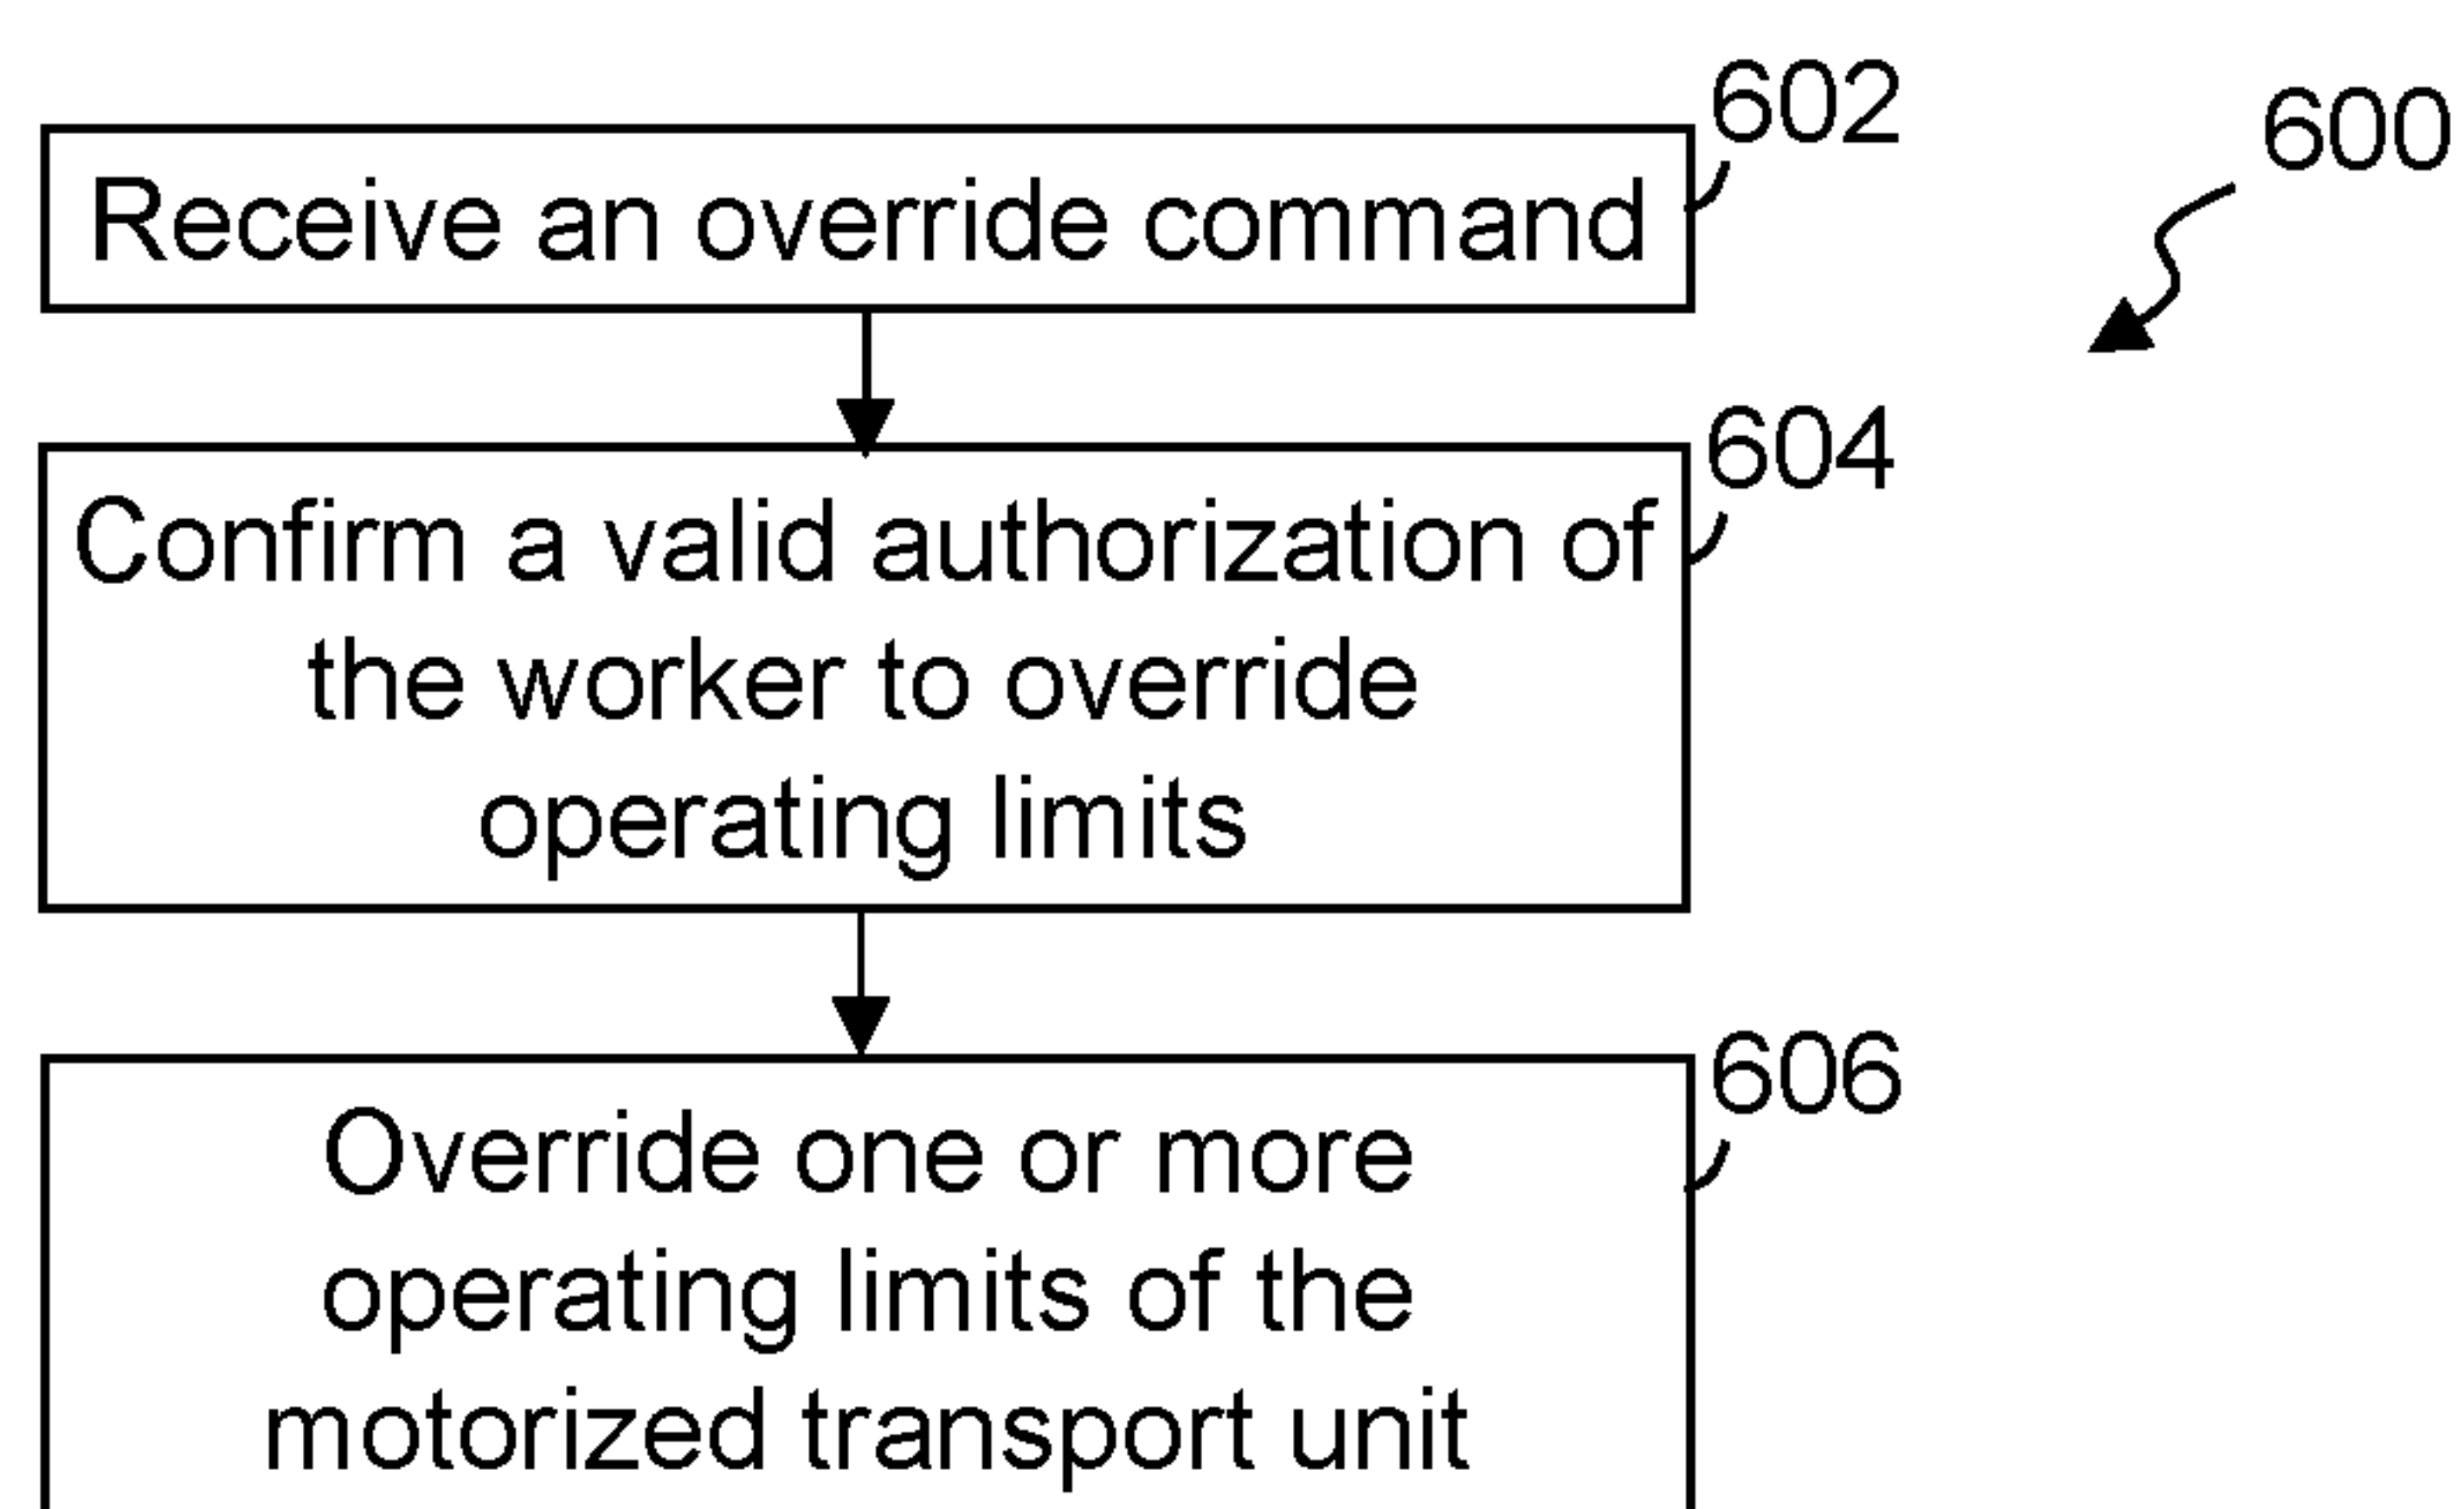 602
600
Receive an override command
604
Confirm a valid authorization of
the worker to override
operating limits
606
Override one or more
operating limits of the
motorized transport unit